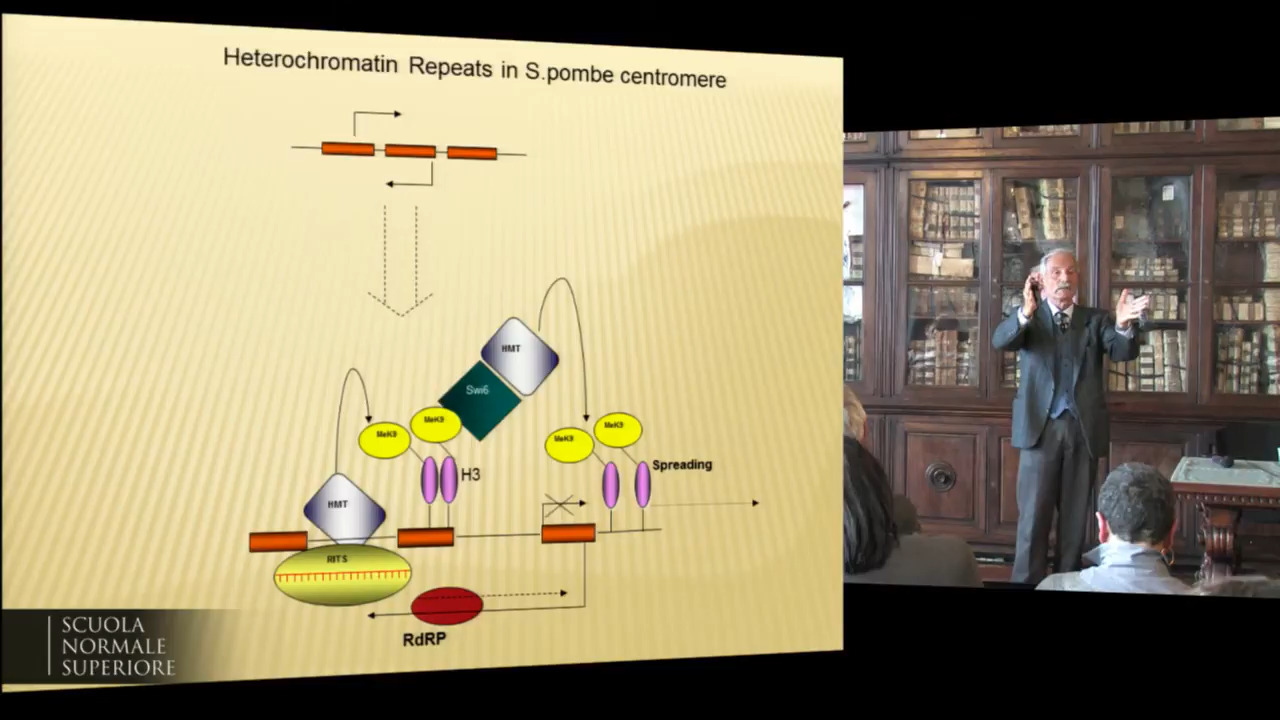 Heterochromatin Repeats in S.pombe centromere
HMT
Swi6
MeK9
MeK9
MeK9
MeK9
H3
Spreading
HMT
RITS
RdRP
SCUOLA
NORMALE
SUPERIORE